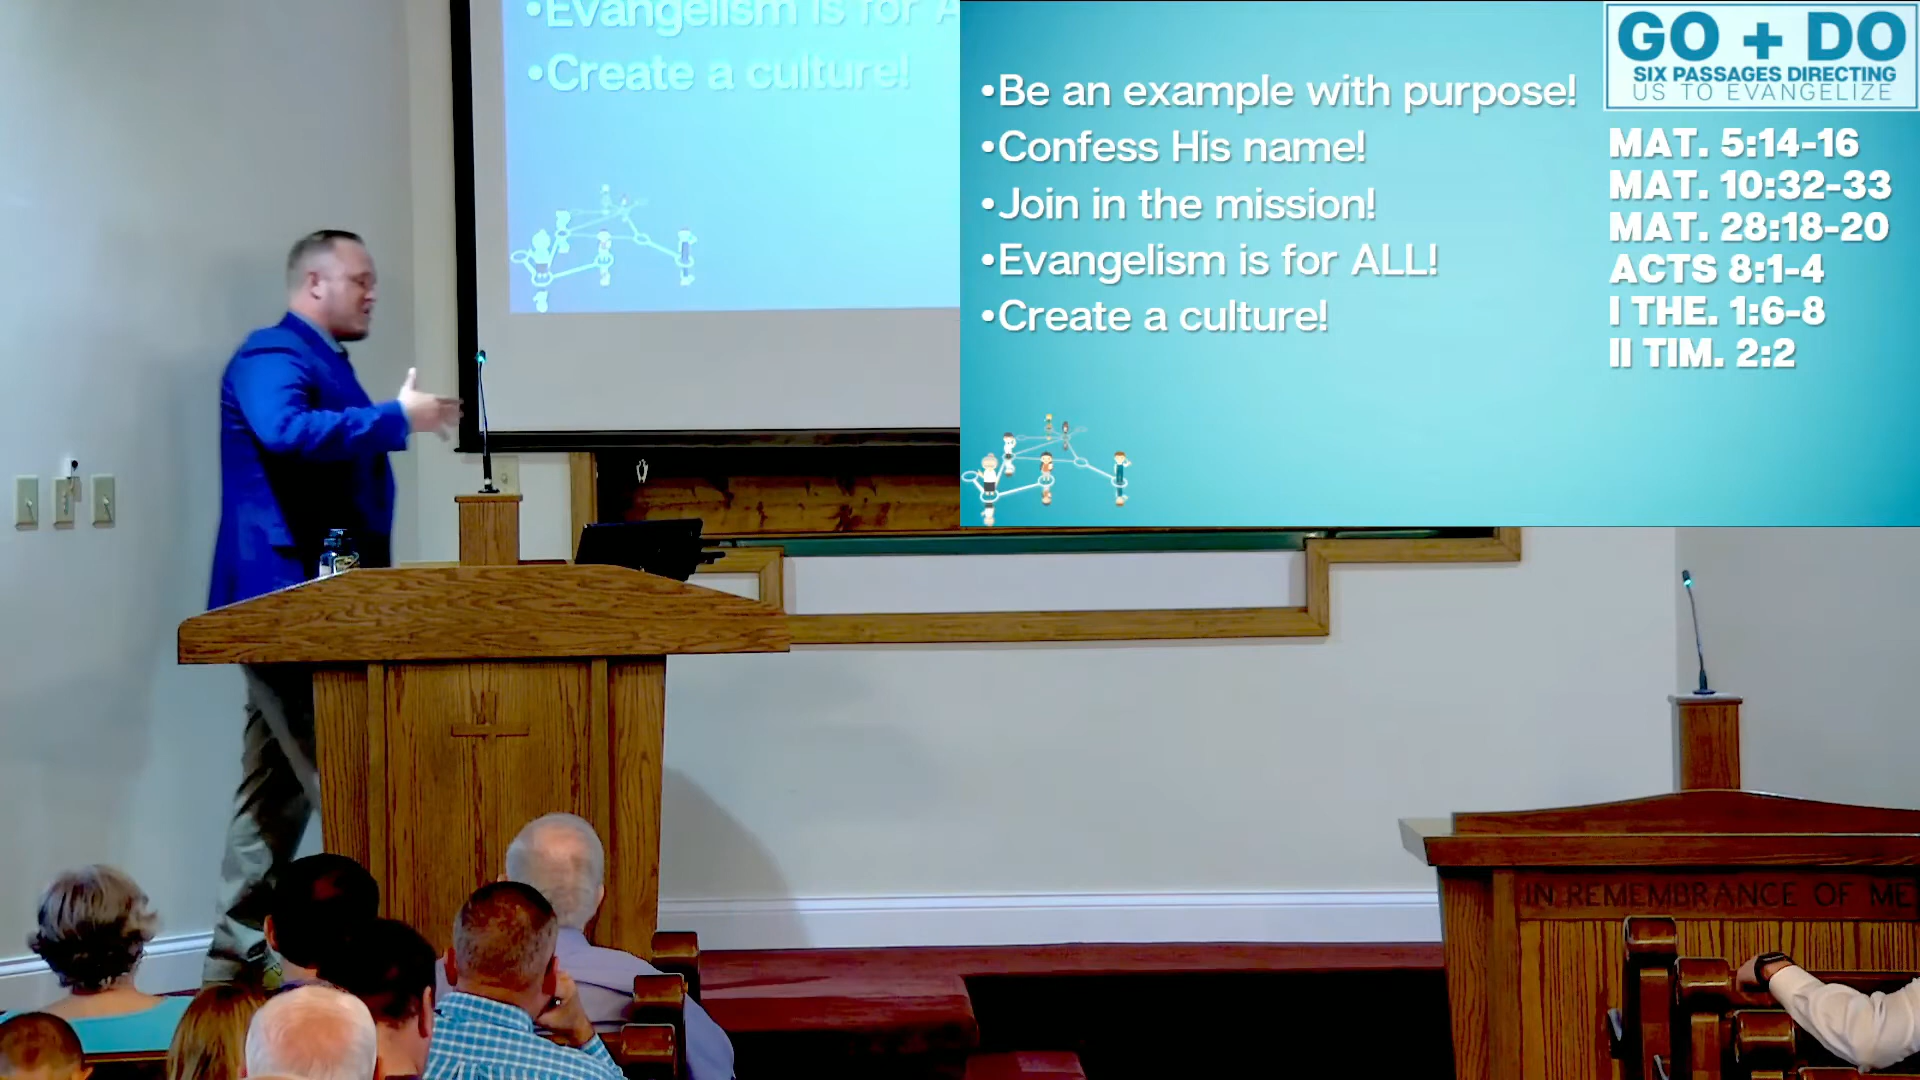 •Evangelism is for A
•Create a culture!
•Be an example with purpose!
•Confess His name!
•Join in the mission!
•Evangelism is for ALL!
•Create a culture!
GO + DO
SIX PASSAGES DIRECTING
US TO EVANGELIZE
MAT. 5:14-16
MAT. 10:32-33
MAT. 28:18-20
ACTS 8:1-4
I THE. 1:6-8
II TIM. 2:2
IN REMEMBRANCE OF ME